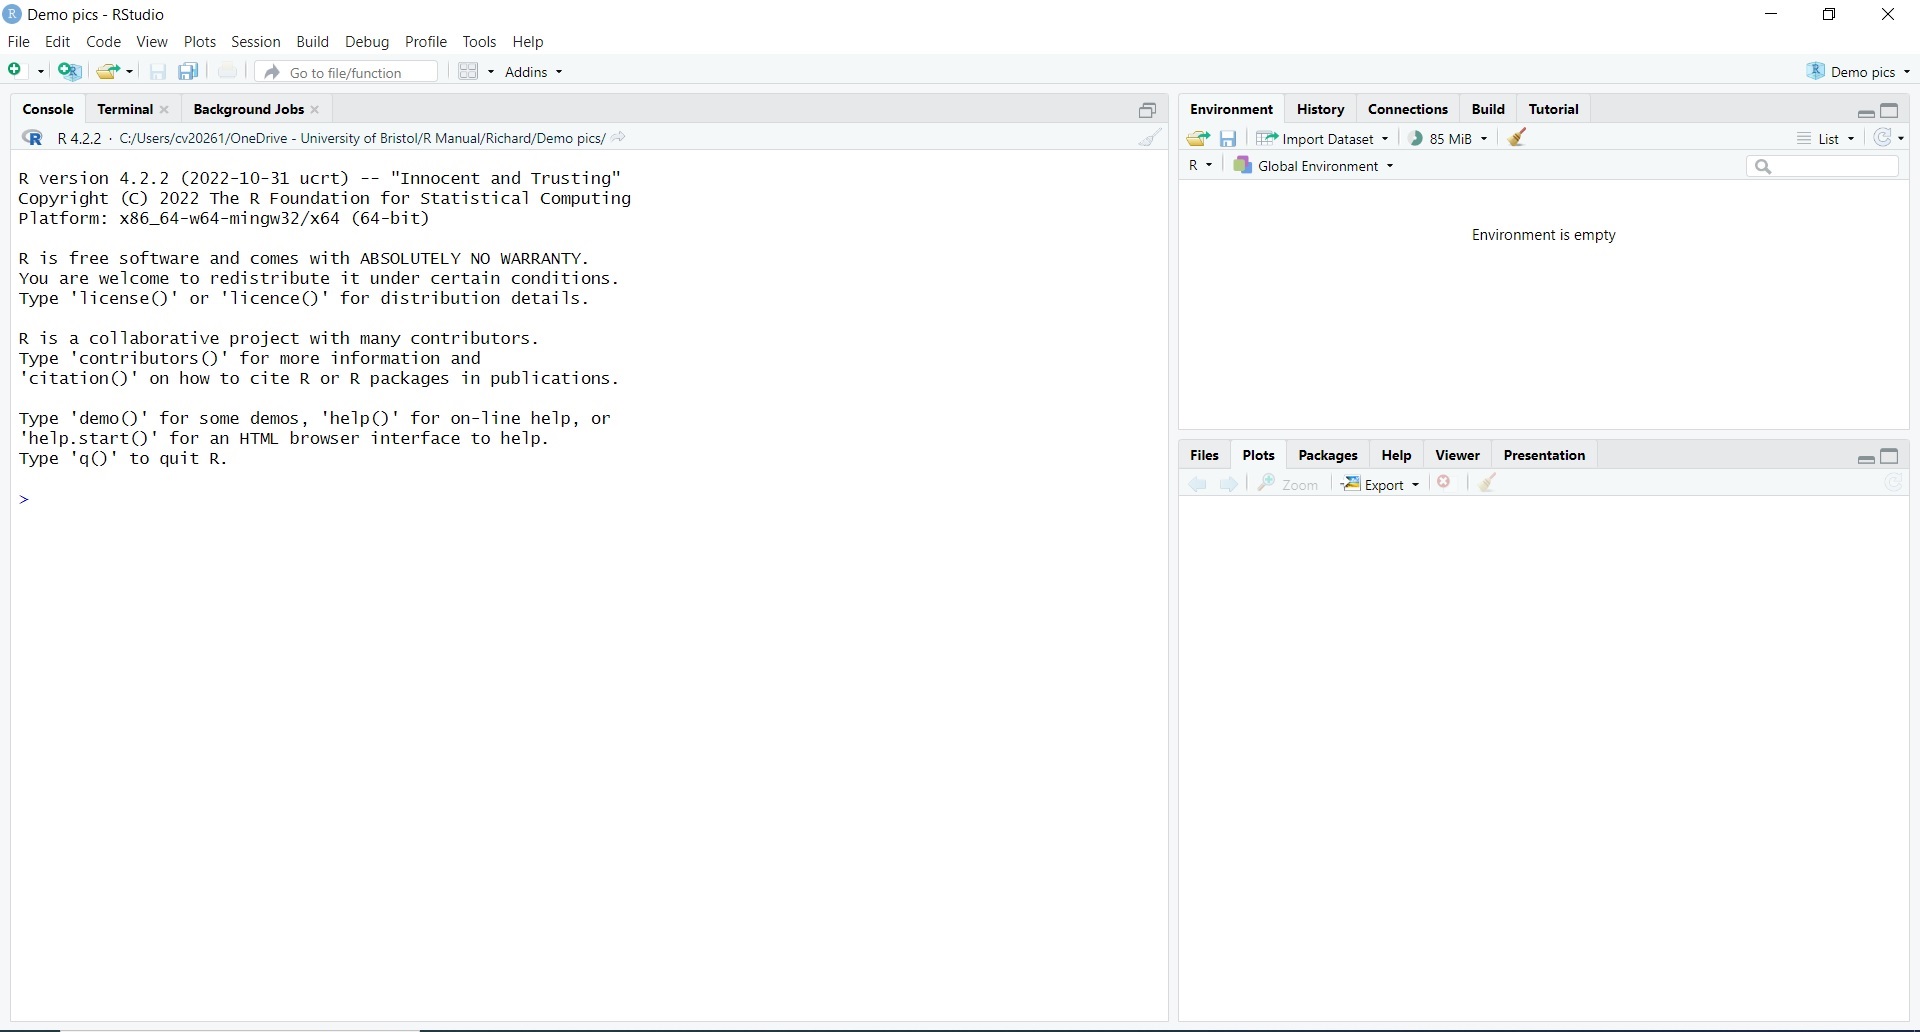 Demo pics - RStudio
File Edit Code View Plots Session Build Debug Profile Tools Help
Go to file/function Addins Demo pics
Console Terminal Background Jobs
R 4.2.2 · C:/Users/cv20261/OneDrive - University of Bristol/R Manual/Richard/Demo pics/
R version 4.2.2 (2022-10-31 ucrt) -- "Innocent and Trusting"
Copyright (C) 2022 The R Foundation for Statistical Computing
Platform: x86_64-w64-mingw32/x64 (64-bit)
R is free software and comes with ABSOLUTELY NO WARRANTY.
You are welcome to redistribute it under certain conditions.
Type 'license()' or 'licence()' for distribution details.
R is a collaborative project with many contributors.
Type 'contributors()' for more information and
'citation()' on how to cite R or R packages in publications.
Type 'demo()' for some demos, 'help()' for on-line help, or
'help.start()' for an HTML browser interface to help.
Type 'q()' to quit R.
>
Environment History Connections Build Tutorial
Import Dataset 85 MiB List
R Global Environment
Environment is empty
Files Plots Packages Help Viewer Presentation
Zoom Export